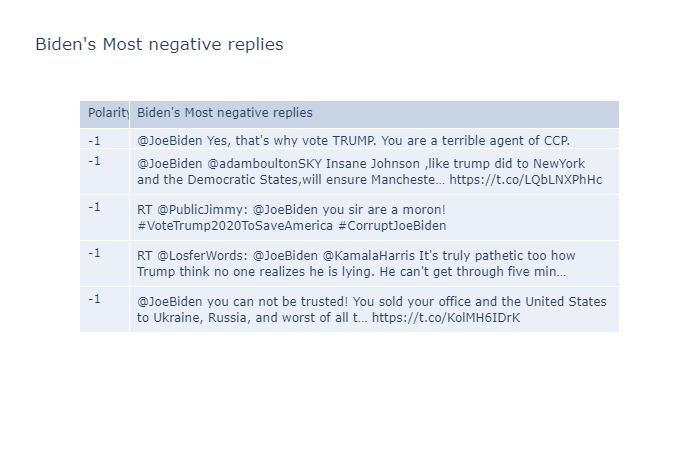 Biden's Most negative replies
Polarity Biden's Most negative replies
-1 @JoeBiden Yes, that's why vote TRUMP. You are a terrible agent of CCP.
-1 @JoeBiden @adamboultonSKY Insane Johnson ,like trump did to NewYork
and the Democratic States,will ensure Mancheste… https://t.co/LQbLNXPhHc
-1 RT @PublicJimmy: @JoeBiden you sir are a moron!
#VoteTrump2020ToSaveAmerica #CorruptJoeBiden
-1 RT @LosferWords: @JoeBiden @KamalaHarris It's truly pathetic too how
Trump think no one realizes he is lying. He can't get through five min…
-1 @JoeBiden you can not be trusted! You sold your office and the United States
to Ukraine, Russia, and worst of all t… https://t.co/KolMH6IDrK